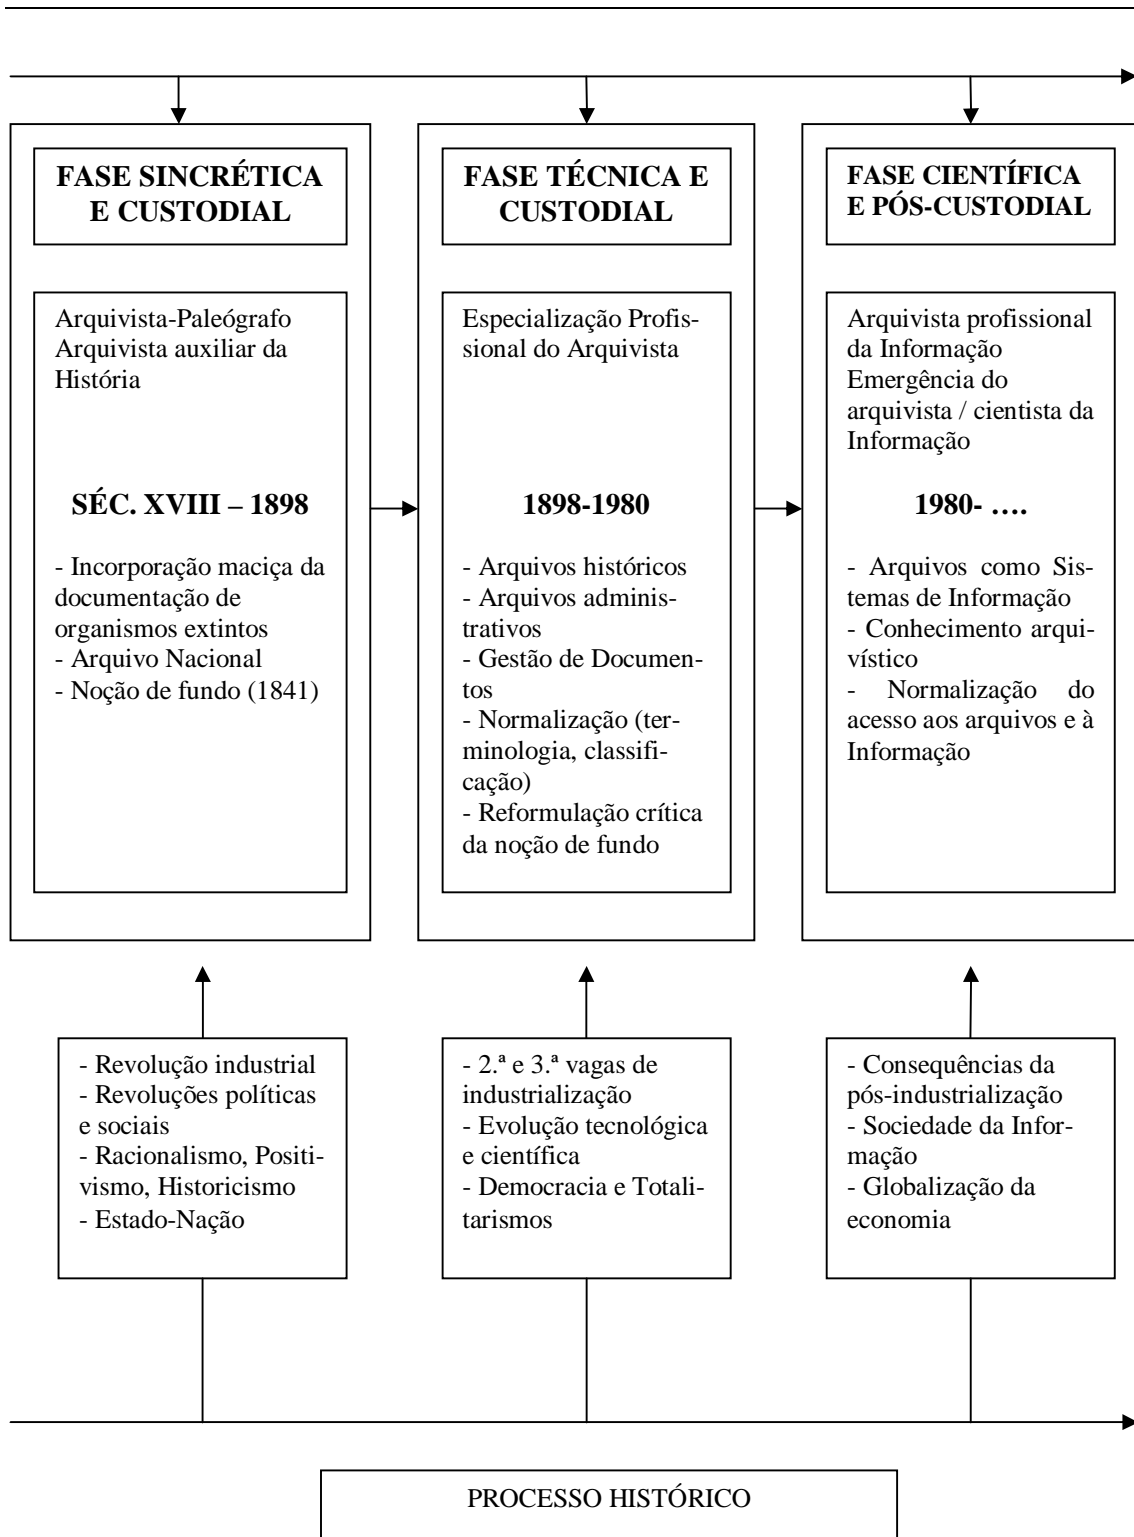 FASE SINCRÉTICA
E CUSTODIAL
Arquivista-Paleógrafo
Arquivista auxiliar da
História
SÉC. XVIII – 1898
- Incorporação maciça da
documentação de
organismos extintos
- Arquivo Nacional
- Noção de fundo (1841)
FASE TÉCNICA E
CUSTODIAL
Especialização Profis-
sional do Arquivista
1898-1980
- Arquivos históricos
- Arquivos adminis-
trativos
- Gestão de Documen-
tos
- Normalização (ter-
minologia, classifi-
cação)
- Reformulação crítica
da noção de fundo
FASE CIENTÍFICA
E PÓS-CUSTODIAL
Arquivista profissional
da Informação
Emergência do
arquivista / cientista da
Informação
1980- ….
- Arquivos como Sis-
temas de Informação
- Conhecimento arqui-
vístico
- Normalização do
acesso aos arquivos e à
Informação
- Revolução industrial
- Revoluções políticas
e sociais
- Racionalismo, Positi-
vismo, Historicismo
- Estado-Nação
- 2.ª e 3.ª vagas de
industrialização
- Evolução tecnológica
e científica
- Democracia e Totali-
tarismos
- Consequências da
pós-industrialização
- Sociedade da Infor-
mação
- Globalização da
economia
PROCESSO HISTÓRICO